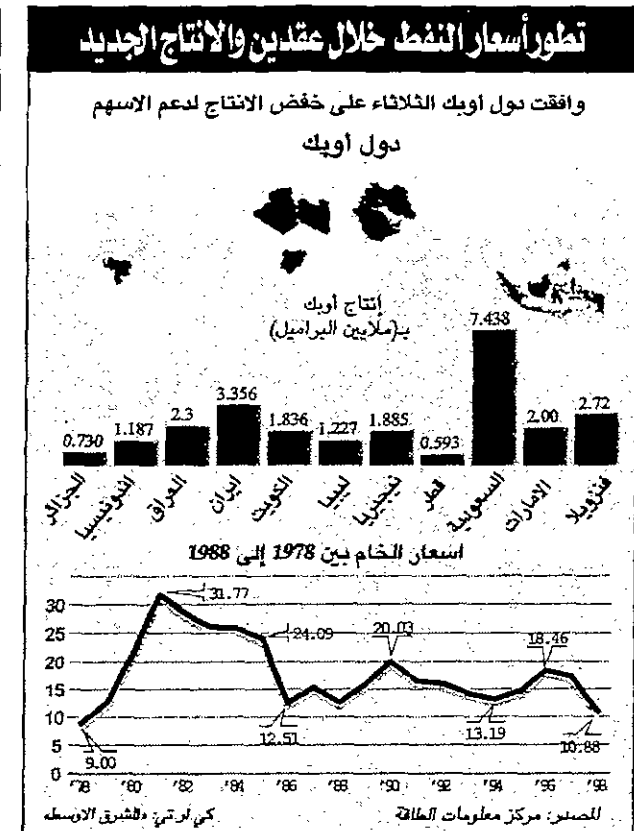 تطور أسعار النفط خلال عقدين والانتاج الجديد
وافقت دول أوبك الثلاثاء على خفض الانتاج لدعم الاسهم
دول أوبك
إنتاج أوبك
بـ(ملايين البراميل)
0.730 1.187 2.3 3.356 1.836 1.227 1.885 0.593 7.438 2.00 2.72
الجزائر اندونيسيا العراق ايران الكويت ليبيا نيجيريا قطر السعودية الامارات فنزويلا
اسعار الخام بين 1978 إلى 1988
30
25
20
15
10
5
0
31.77
24.09
20.03
18.46
12.51
13.19
10.88
9.00
'78 '80 '82 '84 '86 '88 '90 '92 '94 '96 '98
المصدر: مركز معلومات الطاقة
كي ار تي: «الشرق الاوسط»